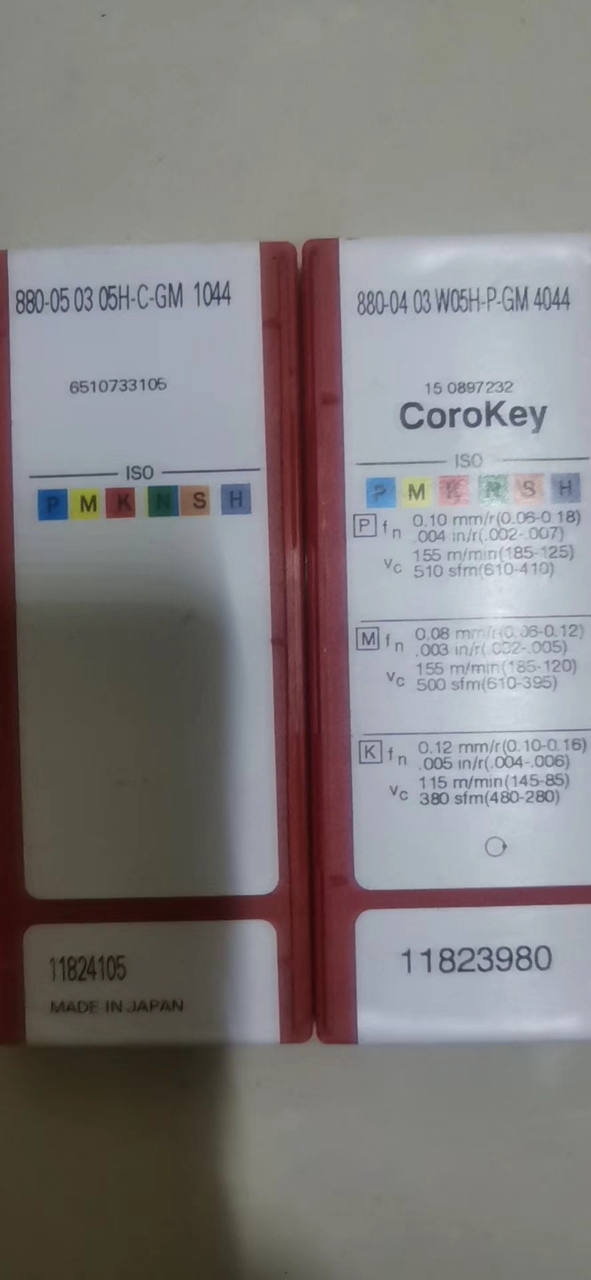 880-05 03 05H-C-GM 1044
6510733105
ISO
P M K N S H
11824105
MADE IN JAPAN
880-04 03 W05H-P-GM 4044
15 0897232
CoroKey
ISO
P M K N S H
P fn 0.10 mm/r(0.06-0.18)
.004 in/r(.002-.007)
vc 155 m/min(185-125)
510 sfm(610-410)
M fn 0.08 mm/r(0.06-0.12)
.003 in/r(.002-.005)
vc 155 m/min(185-120)
500 sfm(610-395)
K fn 0.12 mm/r(0.10-0.16)
.005 in/r(.004-.006)
vc 115 m/min(145-85)
380 sfm(480-280)
11823980